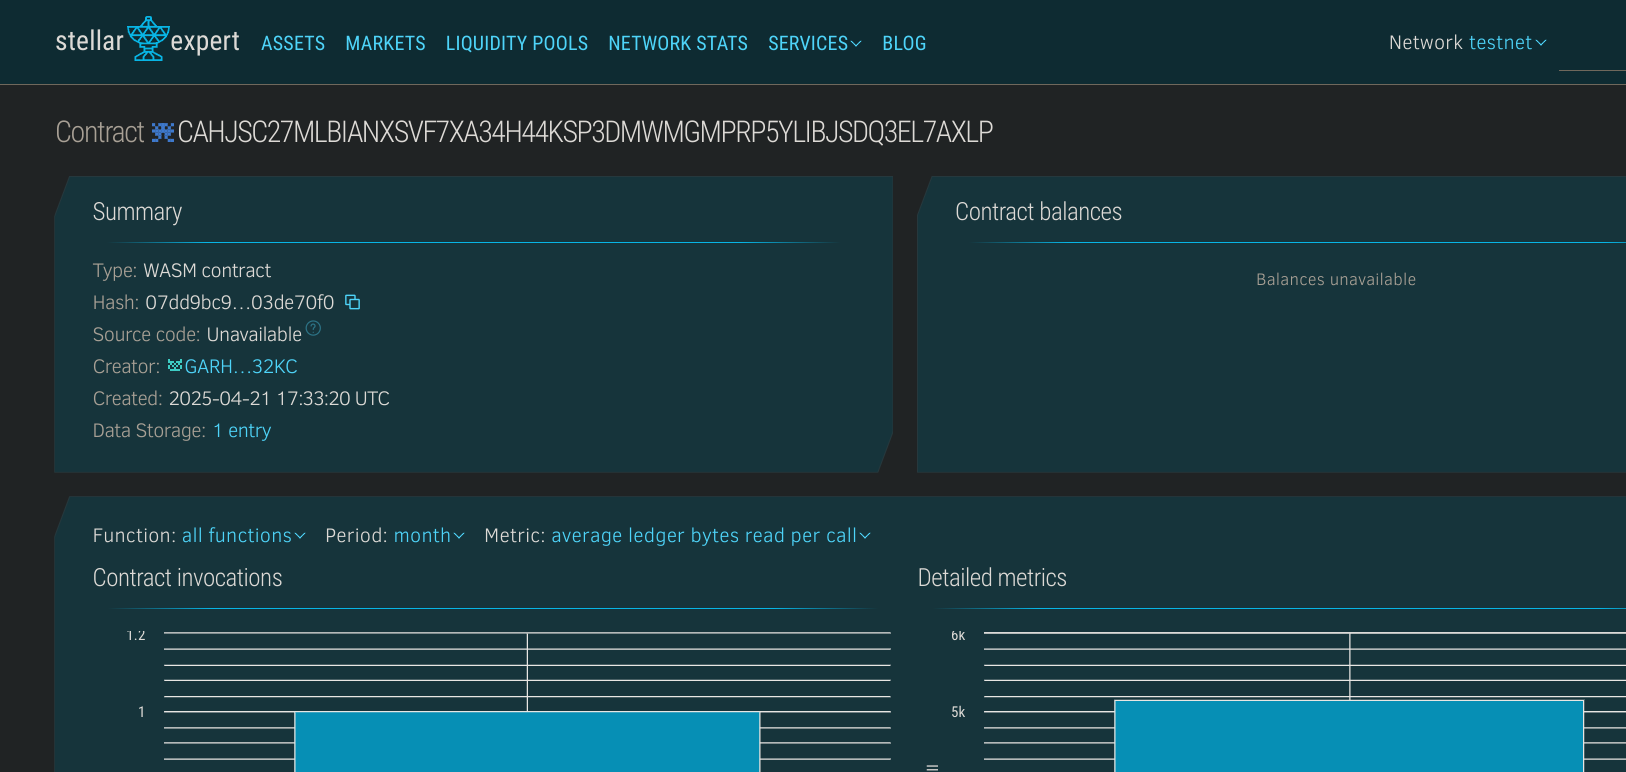 stellar expert ASSETS MARKETS LIQUIDITY POOLS NETWORK STATS SERVICES BLOG Network testnet
Contract CAHJSC27MLBIANXSVF7XA34H44KSP3DMWMGMPRP5YLIBJSDQ3EL7AXLP
Summary
Type: WASM contract
Hash: 07dd9bc9…03de70f0
Source code: Unavailable ?
Creator: GARH…32KC
Created: 2025-04-21 17:33:20 UTC
Data Storage: 1 entry
Contract balances
Balances unavailable
Function: all functions Period: month Metric: average ledger bytes read per call
Contract invocations
1.2
1
Detailed metrics
6k
5k